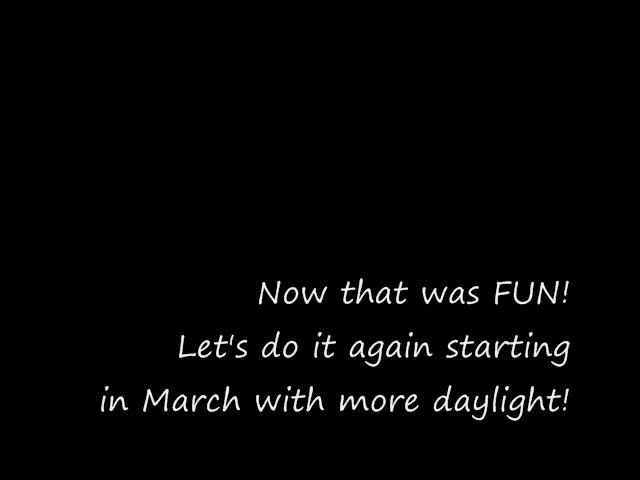 Now that was FUN!
Let's do it again starting
in March with more daylight!